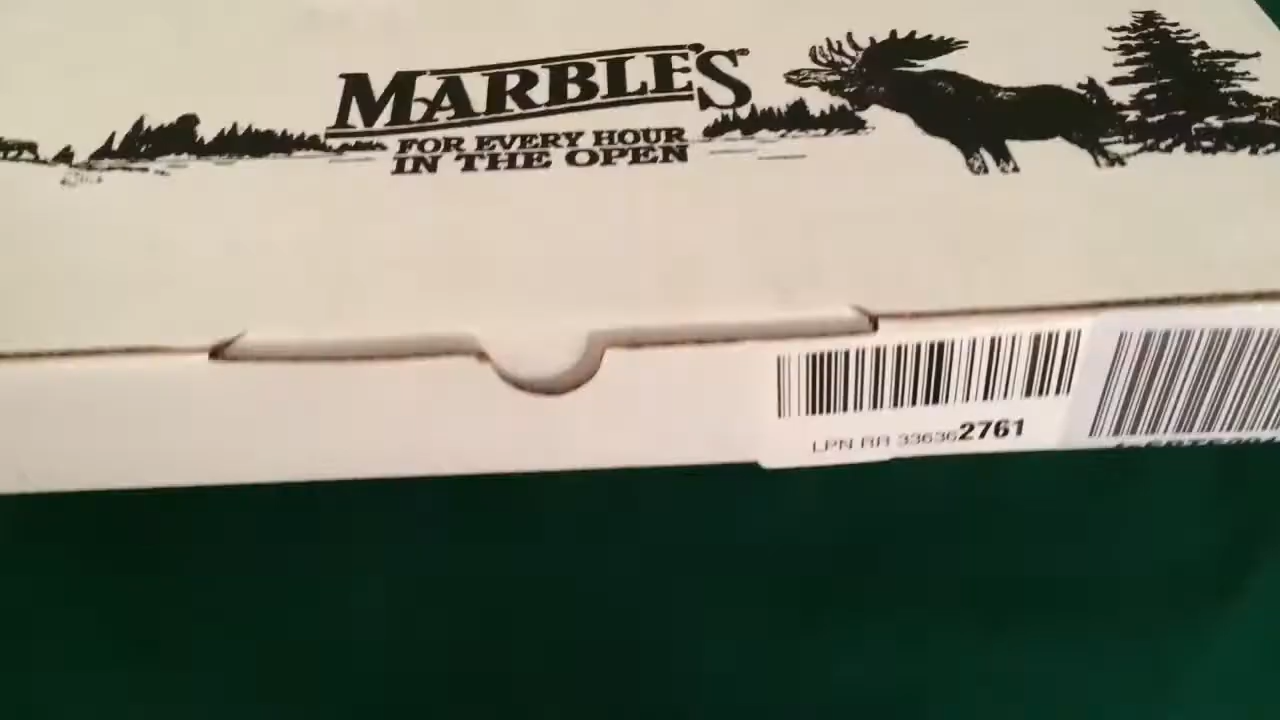 MARBLE'S®
FOR EVERY HOUR
IN THE OPEN
LPN RR 336362761